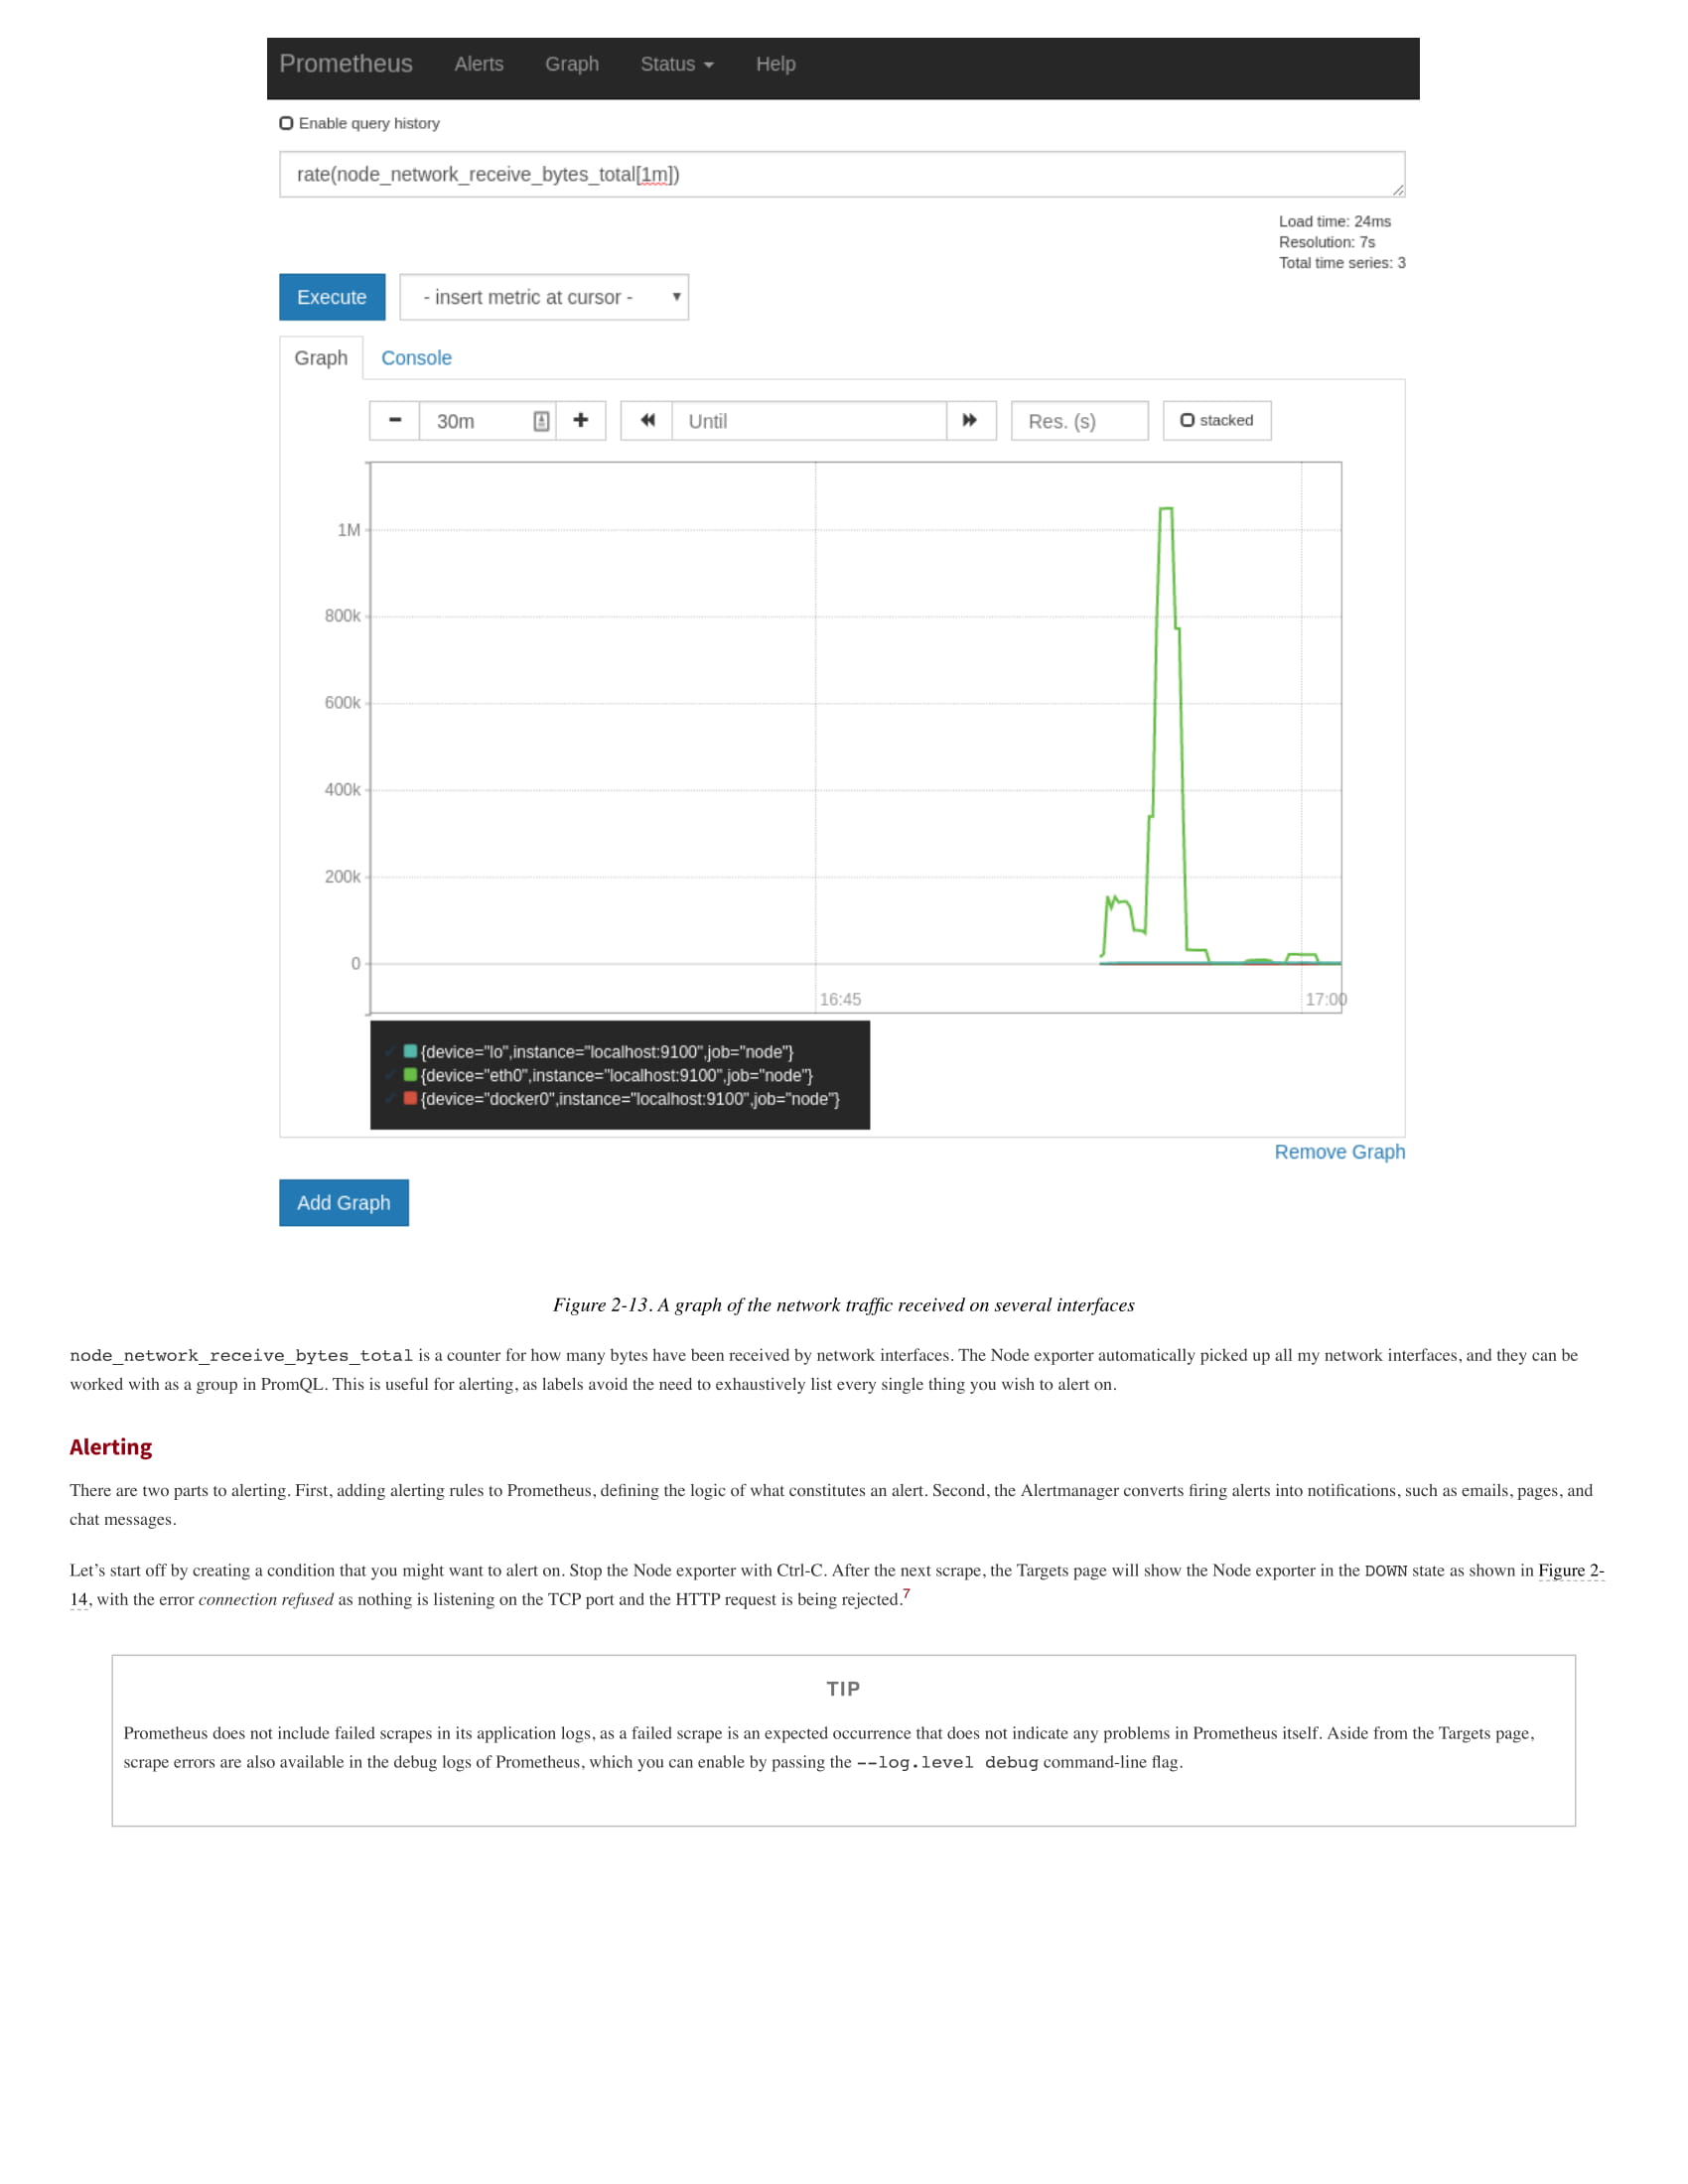 Prometheus Alerts Graph Status Help
Enable query history
rate(node_network_receive_bytes_total[1m])
Load time: 24ms
Resolution: 7s
Total time series: 3
Execute - insert metric at cursor -
Graph Console
30m Until Res. (s) stacked
1M
800k
600k
400k
200k
0
16:45 17:00
{device="lo",instance="localhost:9100",job="node"}
{device="eth0",instance="localhost:9100",job="node"}
{device="docker0",instance="localhost:9100",job="node"}
Remove Graph
Add Graph
Figure 2-13. A graph of the network traffic received on several interfaces
node_network_receive_bytes_total is a counter for how many bytes have been received by network interfaces. The Node exporter automatically picked up all my network interfaces, and they can be
worked with as a group in PromQL. This is useful for alerting, as labels avoid the need to exhaustively list every single thing you wish to alert on.
Alerting
There are two parts to alerting. First, adding alerting rules to Prometheus, defining the logic of what constitutes an alert. Second, the Alertmanager converts firing alerts into notifications, such as emails, pages, and
chat messages.
Let’s start off by creating a condition that you might want to alert on. Stop the Node exporter with Ctrl-C. After the next scrape, the Targets page will show the Node exporter in the DOWN state as shown in Figure 2-
14, with the error connection refused as nothing is listening on the TCP port and the HTTP request is being rejected.7
TIP
Prometheus does not include failed scrapes in its application logs, as a failed scrape is an expected occurrence that does not indicate any problems in Prometheus itself. Aside from the Targets page,
scrape errors are also available in the debug logs of Prometheus, which you can enable by passing the --log.level debug command-line flag.